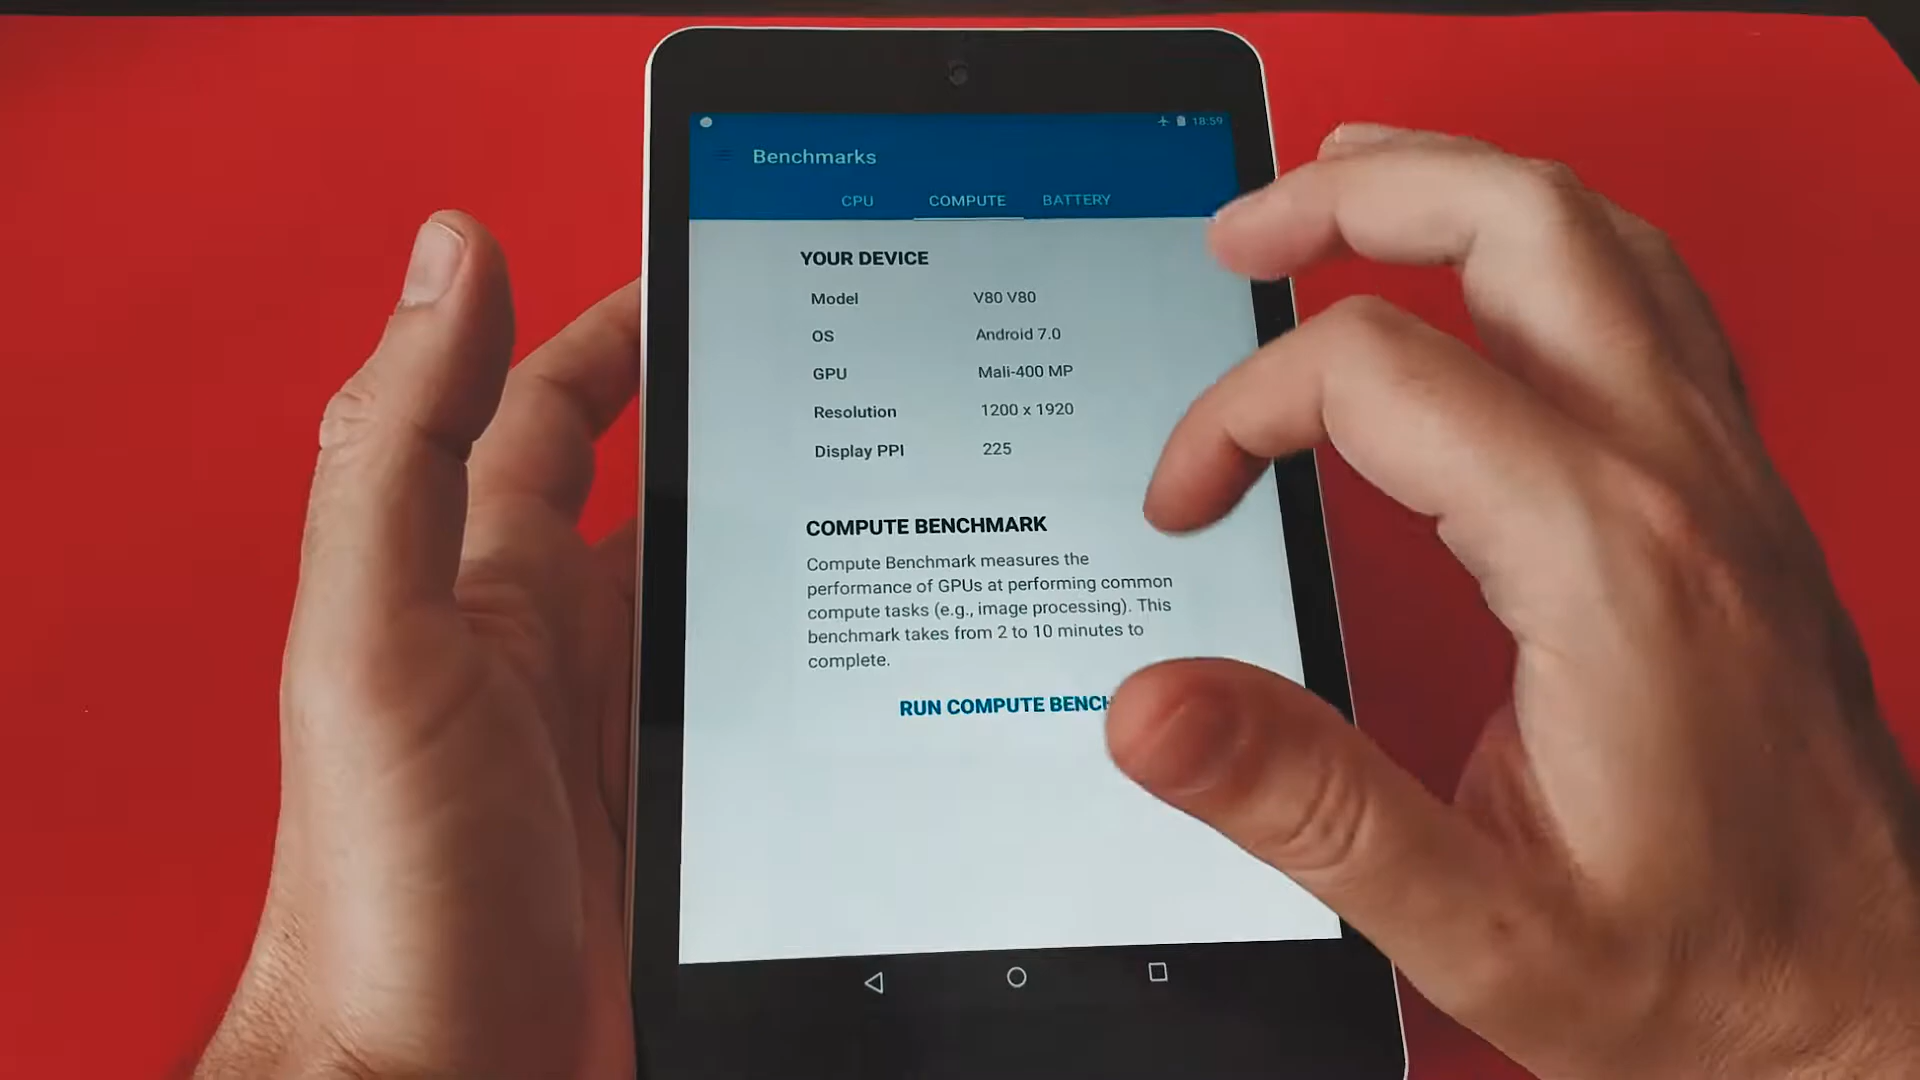 18:59
Benchmarks
CPU COMPUTE BATTERY
YOUR DEVICE
Model V80 V80
OS Android 7.0
GPU Mali-400 MP
Resolution 1200 x 1920
Display PPI 225
COMPUTE BENCHMARK
Compute Benchmark measures the
performance of GPUs at performing common
compute tasks (e.g., image processing). This
benchmark takes from 2 to 10 minutes to
complete.
RUN COMPUTE BENCH